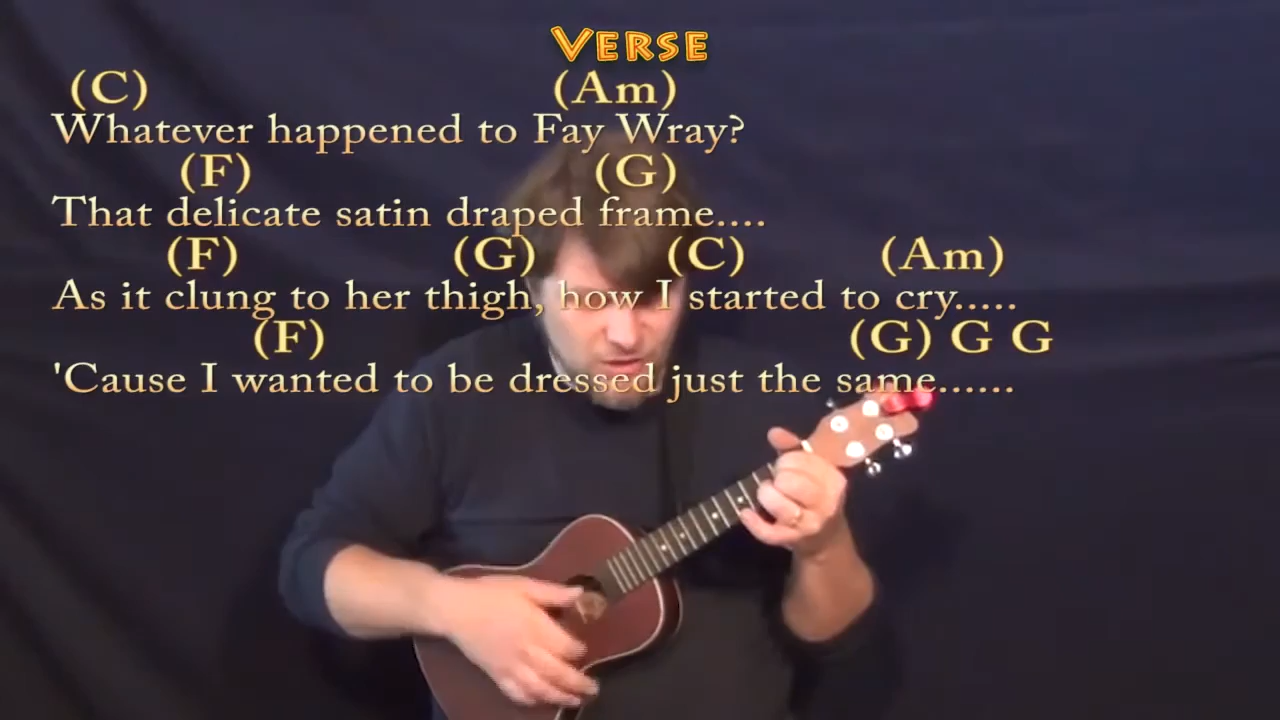 VERSE
(C) (Am)
Whatever happened to Fay Wray?
(F) (G)
That delicate satin draped frame....
(F) (G) (C) (Am)
As it clung to her thigh, how I started to cry.....
(F) (G) G G
'Cause I wanted to be dressed just the same......